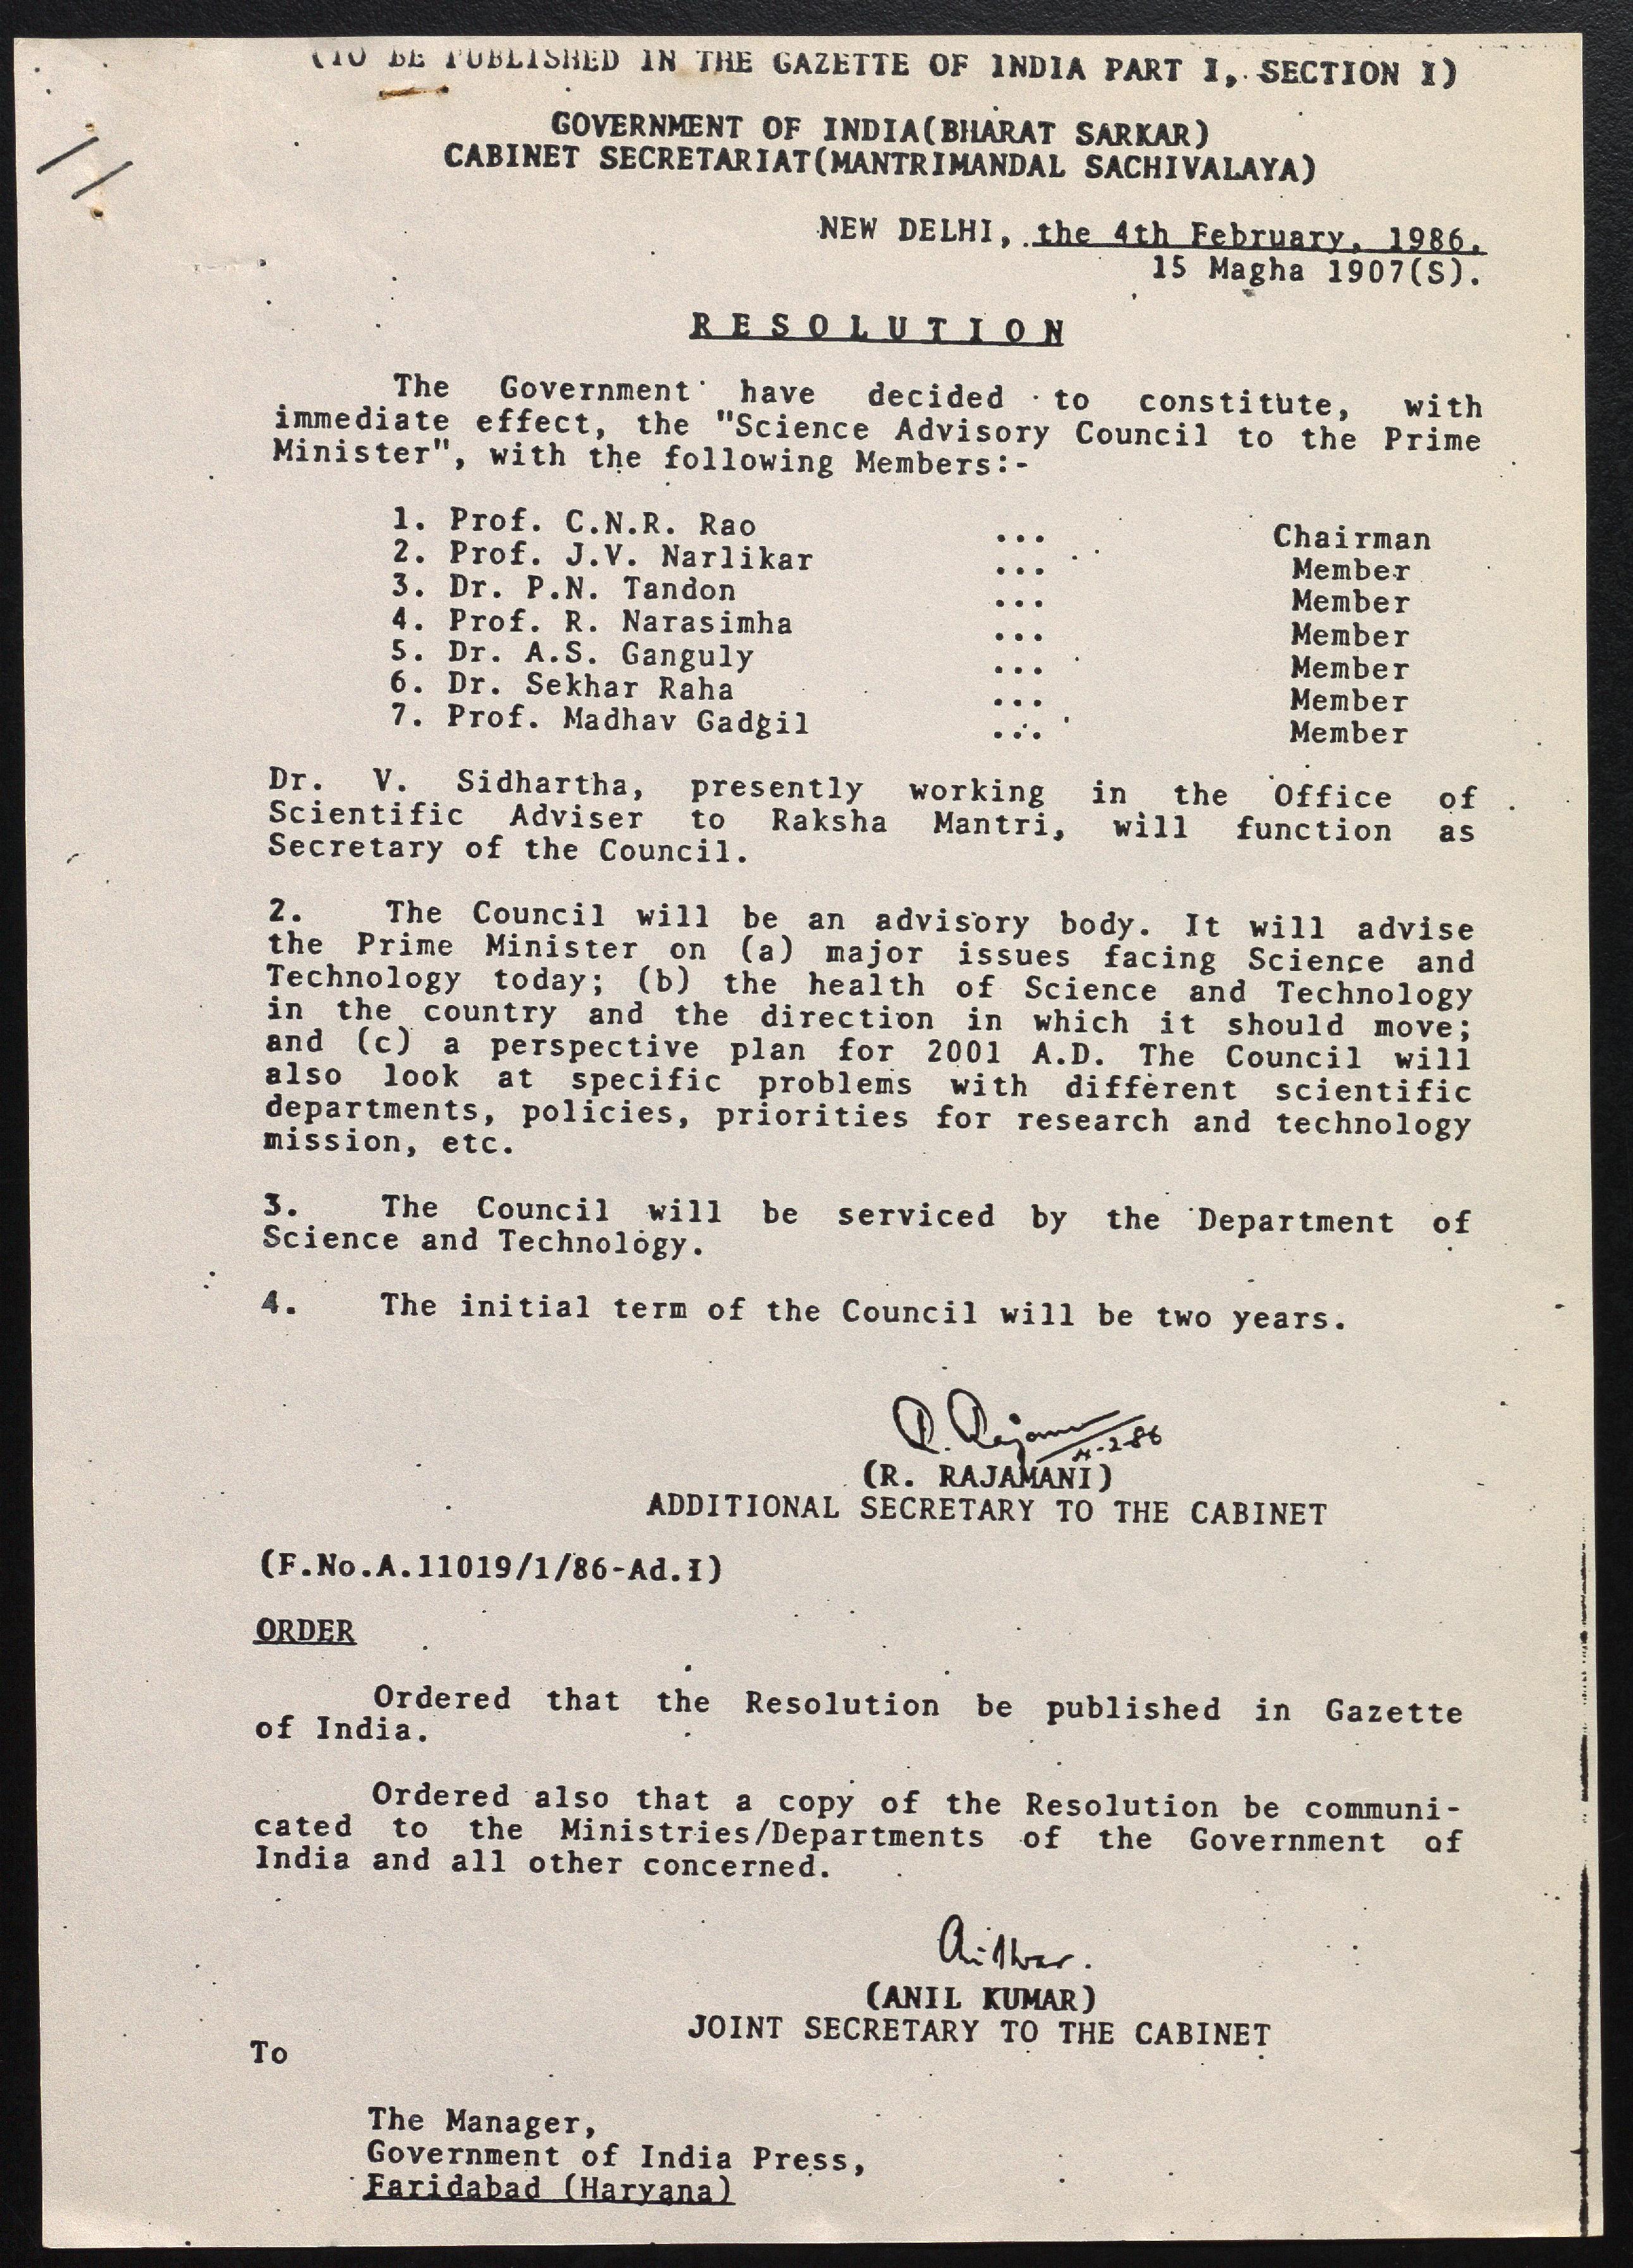 (TO BE PUBLISHED IN THE GAZETTE OF INDIA PART I, SECTION I)
GOVERNMENT OF INDIA(BHARAT SARKAR)
CABINET SECRETARIAT(MANTRIMANDAL SACHIVALAYA)
NEW DELHI, the 4th February, 1986.
15 Magha 1907(S).
RESOLUTION
The Government have decided to constitute, with
immediate effect, the "Science Advisory Council to the Prime
Minister", with the following Members:-
1. Prof. C.N.R. Rao ... Chairman
2. Prof. J.V. Narlikar ... Member
3. Dr. P.N. Tandon ... Member
4. Prof. R. Narasimha ... Member
5. Dr. A.S. Ganguly ... Member
6. Dr. Sekhar Raha ... Member
7. Prof. Madhav Gadgil ... Member
Dr. V. Sidhartha, presently working in the Office of
Scientific Adviser to Raksha Mantri, will function as
Secretary of the Council.
2. The Council will be an advisory body. It will advise
the Prime Minister on (a) major issues facing Science and
Technology today; (b) the health of Science and Technology
in the country and the direction in which it should move;
and (c) a perspective plan for 2001 A.D. The Council will
also look at specific problems with different scientific
departments, policies, priorities for research and technology
mission, etc.
3. The Council will be serviced by the Department of
Science and Technology.
4. The initial term of the Council will be two years.
R. Rajamani
4-2-86
(R. RAJAMANI)
ADDITIONAL SECRETARY TO THE CABINET
(F.No.A.11019/1/86-Ad.I)
ORDER
Ordered that the Resolution be published in Gazette
of India.
Ordered also that a copy of the Resolution be communi-
cated to the Ministries/Departments of the Government of
India and all other concerned.
(ANIL KUMAR)
JOINT SECRETARY TO THE CABINET
To
The Manager,
Government of India Press,
Faridabad (Haryana)